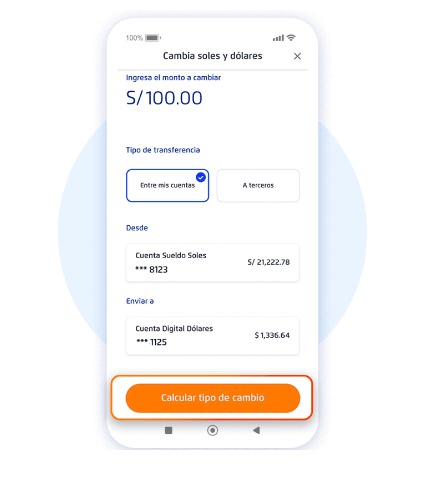 100%
Cambia soles y dólares
Ingresa el monto a cambiar
S/ 100.00
Tipo de transferencia
Entre mis cuentas
A terceros
Desde
Cuenta Sueldo Soles
S/ 21,222.78
*** 8123
Enviar a
Cuenta Digital Dólares
$ 1,336.64
*** 1125
Calcular tipo de cambio